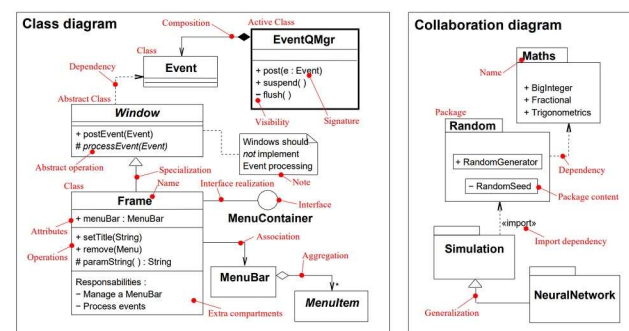 Class diagram
Composition
Active Class
EventQMgr
+ post(e : Event)
+ suspend( )
– flush( )
Class
Event
Dependency
Visibility
Signature
Abstract Class
Window
+ postEvent(Event)
# processEvent(Event)
Abstract operation
Windows should
not implement
Event processing
Note
Specialization
Class
Name
Interface realization
Frame
MenuContainer
Interface
+ menuBar : MenuBar
Attributes
+ setTitle(String)
+ remove(Menu)
# paramString( ) : String
Operations
Association
Responsabilities :
– Manage a MenuBar
– Process events
Extra compartments
MenuBar
Aggregation
*
MenuItem
Collaboration diagram
Maths
Name
+ BigInteger
+ Fractional
+ Trigonometrics
Package
Random
+ RandomGenerator
– RandomSeed
Dependency
Package content
«import»
Import dependency
Simulation
Generalization
NeuralNetwork